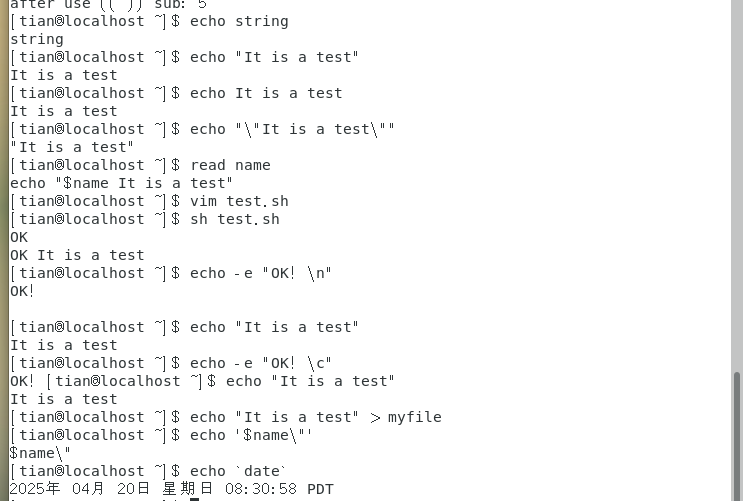 after use (( )) sub: 5
[tian@localhost ~]$ echo string
string
[tian@localhost ~]$ echo "It is a test"
It is a test
[tian@localhost ~]$ echo It is a test
It is a test
[tian@localhost ~]$ echo "\"It is a test\""
"It is a test"
[tian@localhost ~]$ read name
echo "$name It is a test"
[tian@localhost ~]$ vim test.sh
[tian@localhost ~]$ sh test.sh
OK
OK It is a test
[tian@localhost ~]$ echo -e "OK! \n"
OK!
[tian@localhost ~]$ echo "It is a test"
It is a test
[tian@localhost ~]$ echo -e "OK! \c"
OK! [tian@localhost ~]$ echo "It is a test"
It is a test
[tian@localhost ~]$ echo "It is a test" > myfile
[tian@localhost ~]$ echo '$name\"'
$name\"
[tian@localhost ~]$ echo `date`
2025年 04月 20日 星期日 08:30:58 PDT